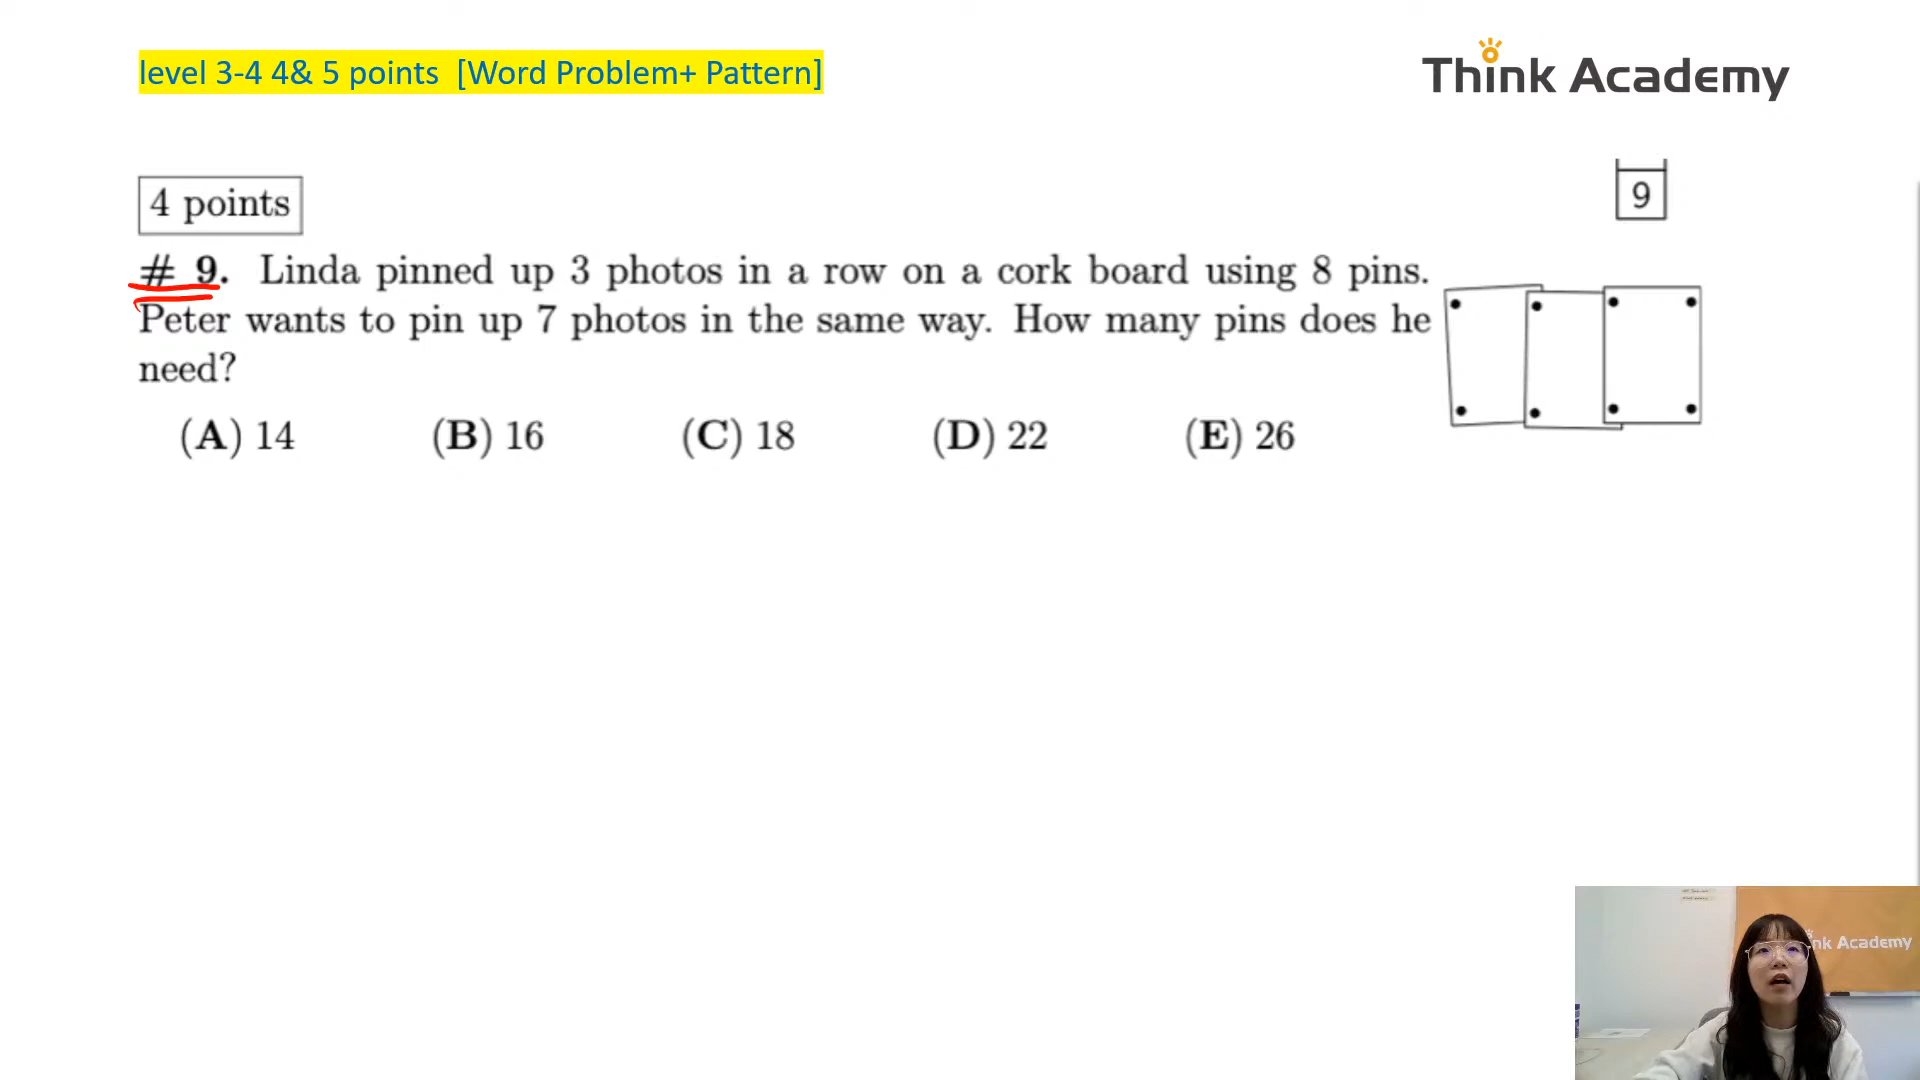 level 3-4 4& 5 points [Word Problem+ Pattern]
Think Academy
4 points
9
# 9. Linda pinned up 3 photos in a row on a cork board using 8 pins.
Peter wants to pin up 7 photos in the same way. How many pins does he
need?
(A) 14 (B) 16 (C) 18 (D) 22 (E) 26
nk Academy